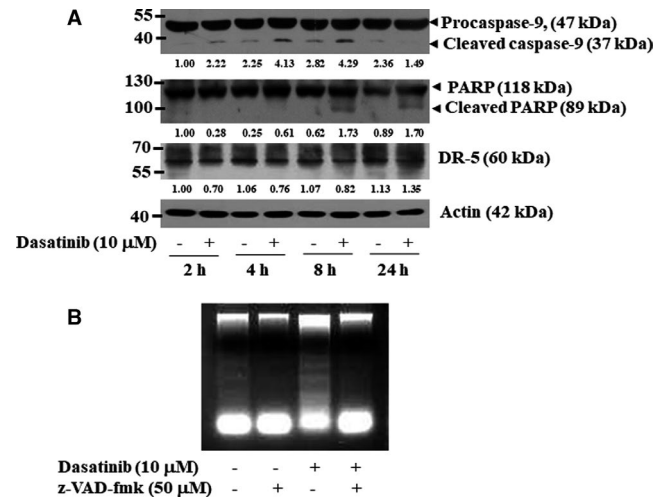 A
55
Procaspase-9, (47 kDa)
40
Cleaved caspase-9 (37 kDa)
1.00 2.22 2.25 4.13 2.82 4.29 2.36 1.49
130
PARP (118 kDa)
100
Cleaved PARP (89 kDa)
1.00 0.28 0.25 0.61 0.62 1.73 0.89 1.70
70
DR-5 (60 kDa)
55
1.00 0.70 1.06 0.76 1.07 0.82 1.13 1.35
40
Actin (42 kDa)
Dasatinib (10 μM) - + - + - + - +
2 h 4 h 8 h 24 h
B
Dasatinib (10 μM) - - + +
z-VAD-fmk (50 μM) - + - +